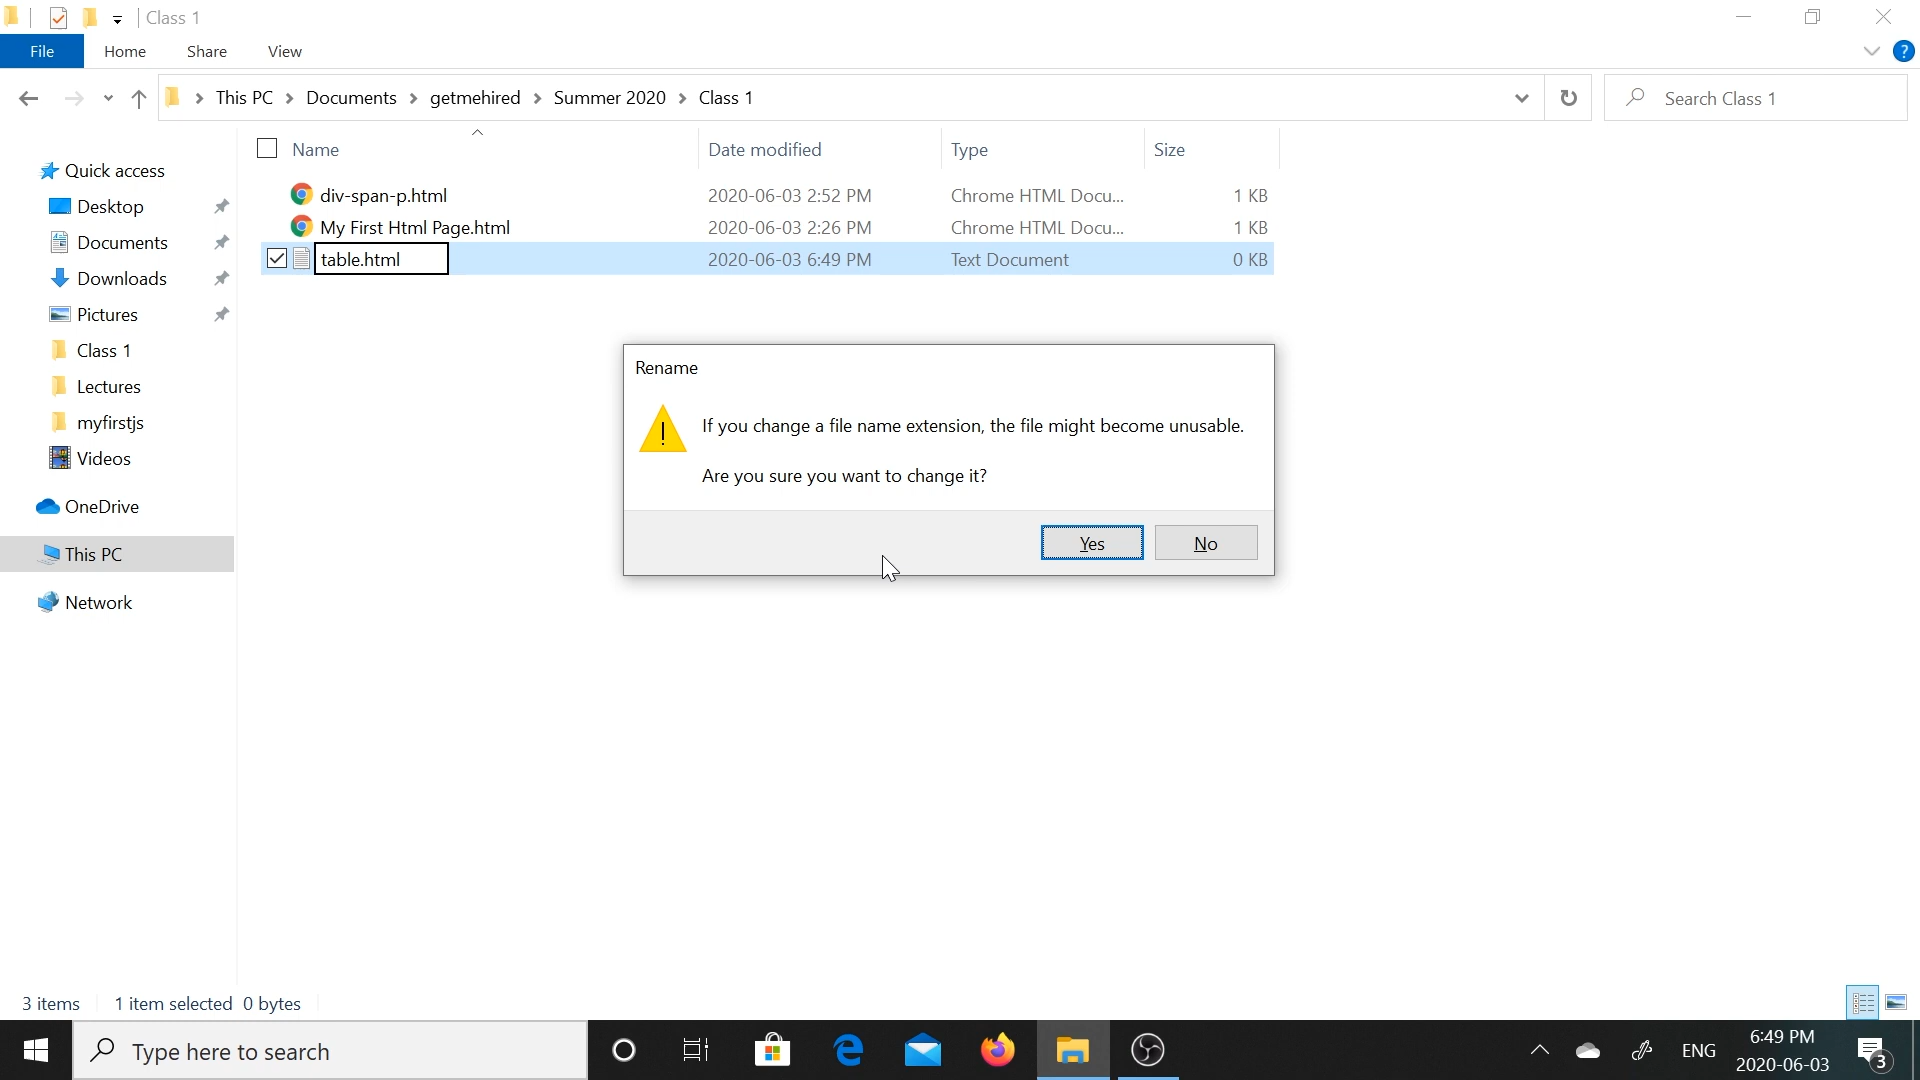 Class 1
File Home Share View
?
This PC Documents getmehired Summer 2020 Class 1
Search Class 1
Name Date modified Type Size
Quick access
Desktop
Documents
Downloads
Pictures
Class 1
Lectures
myfirstjs
Videos
OneDrive
This PC
Network
div-span-p.html 2020-06-03 2:52 PM Chrome HTML Docu... 1 KB
My First Html Page.html 2020-06-03 2:26 PM Chrome HTML Docu... 1 KB
table.html 2020-06-03 6:49 PM Text Document 0 KB
Rename
If you change a file name extension, the file might become unusable.
Are you sure you want to change it?
Yes No
3 items 1 item selected 0 bytes
Type here to search
ENG
6:49 PM
2020-06-03
3